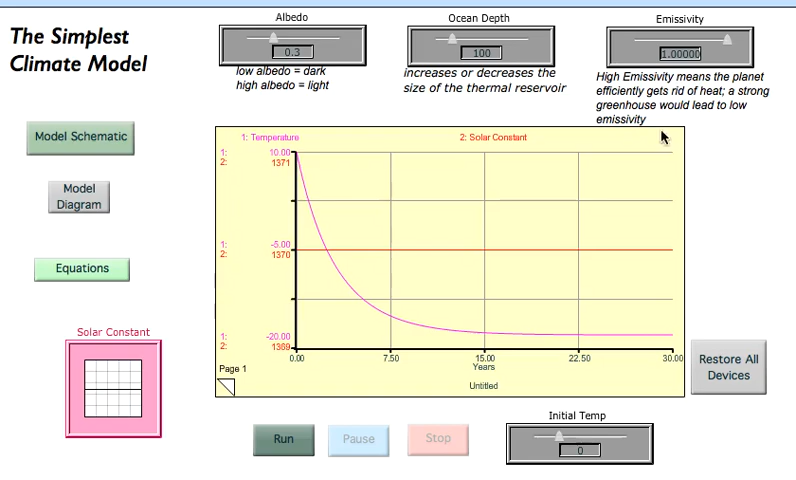 The Simplest
Climate Model
Albedo
0.3
low albedo = dark
high albedo = light
Ocean Depth
100
increases or decreases the
size of the thermal reservoir
Emissivity
1.00000
High Emissivity means the planet
efficiently gets rid of heat; a strong
greenhouse would lead to low
emissivity
Model Schematic
Model
Diagram
Equations
Solar Constant
1: Temperature
2: Solar Constant
1: 10.00
2: 1371
1: -5.00
2: 1370
1: -20.00
2: 1369
0.00 7.50 15.00 22.50 30.00
Years
Page 1
Untitled
Restore All
Devices
Run
Pause
Stop
Initial Temp
0